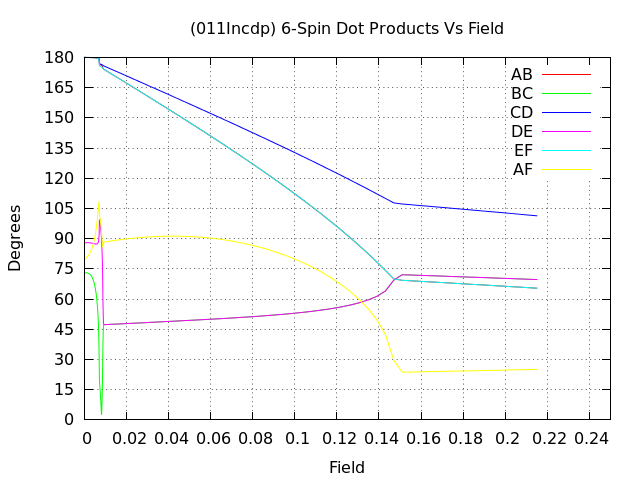 (011Incdp) 6-Spin Dot Products Vs Field
180
165
150
135
120
105
90
75
60
45
30
15
0
Degrees
AB
BC
CD
DE
EF
AF
0 0.02 0.04 0.06 0.08 0.1 0.12 0.14 0.16 0.18 0.2 0.22 0.24
Field